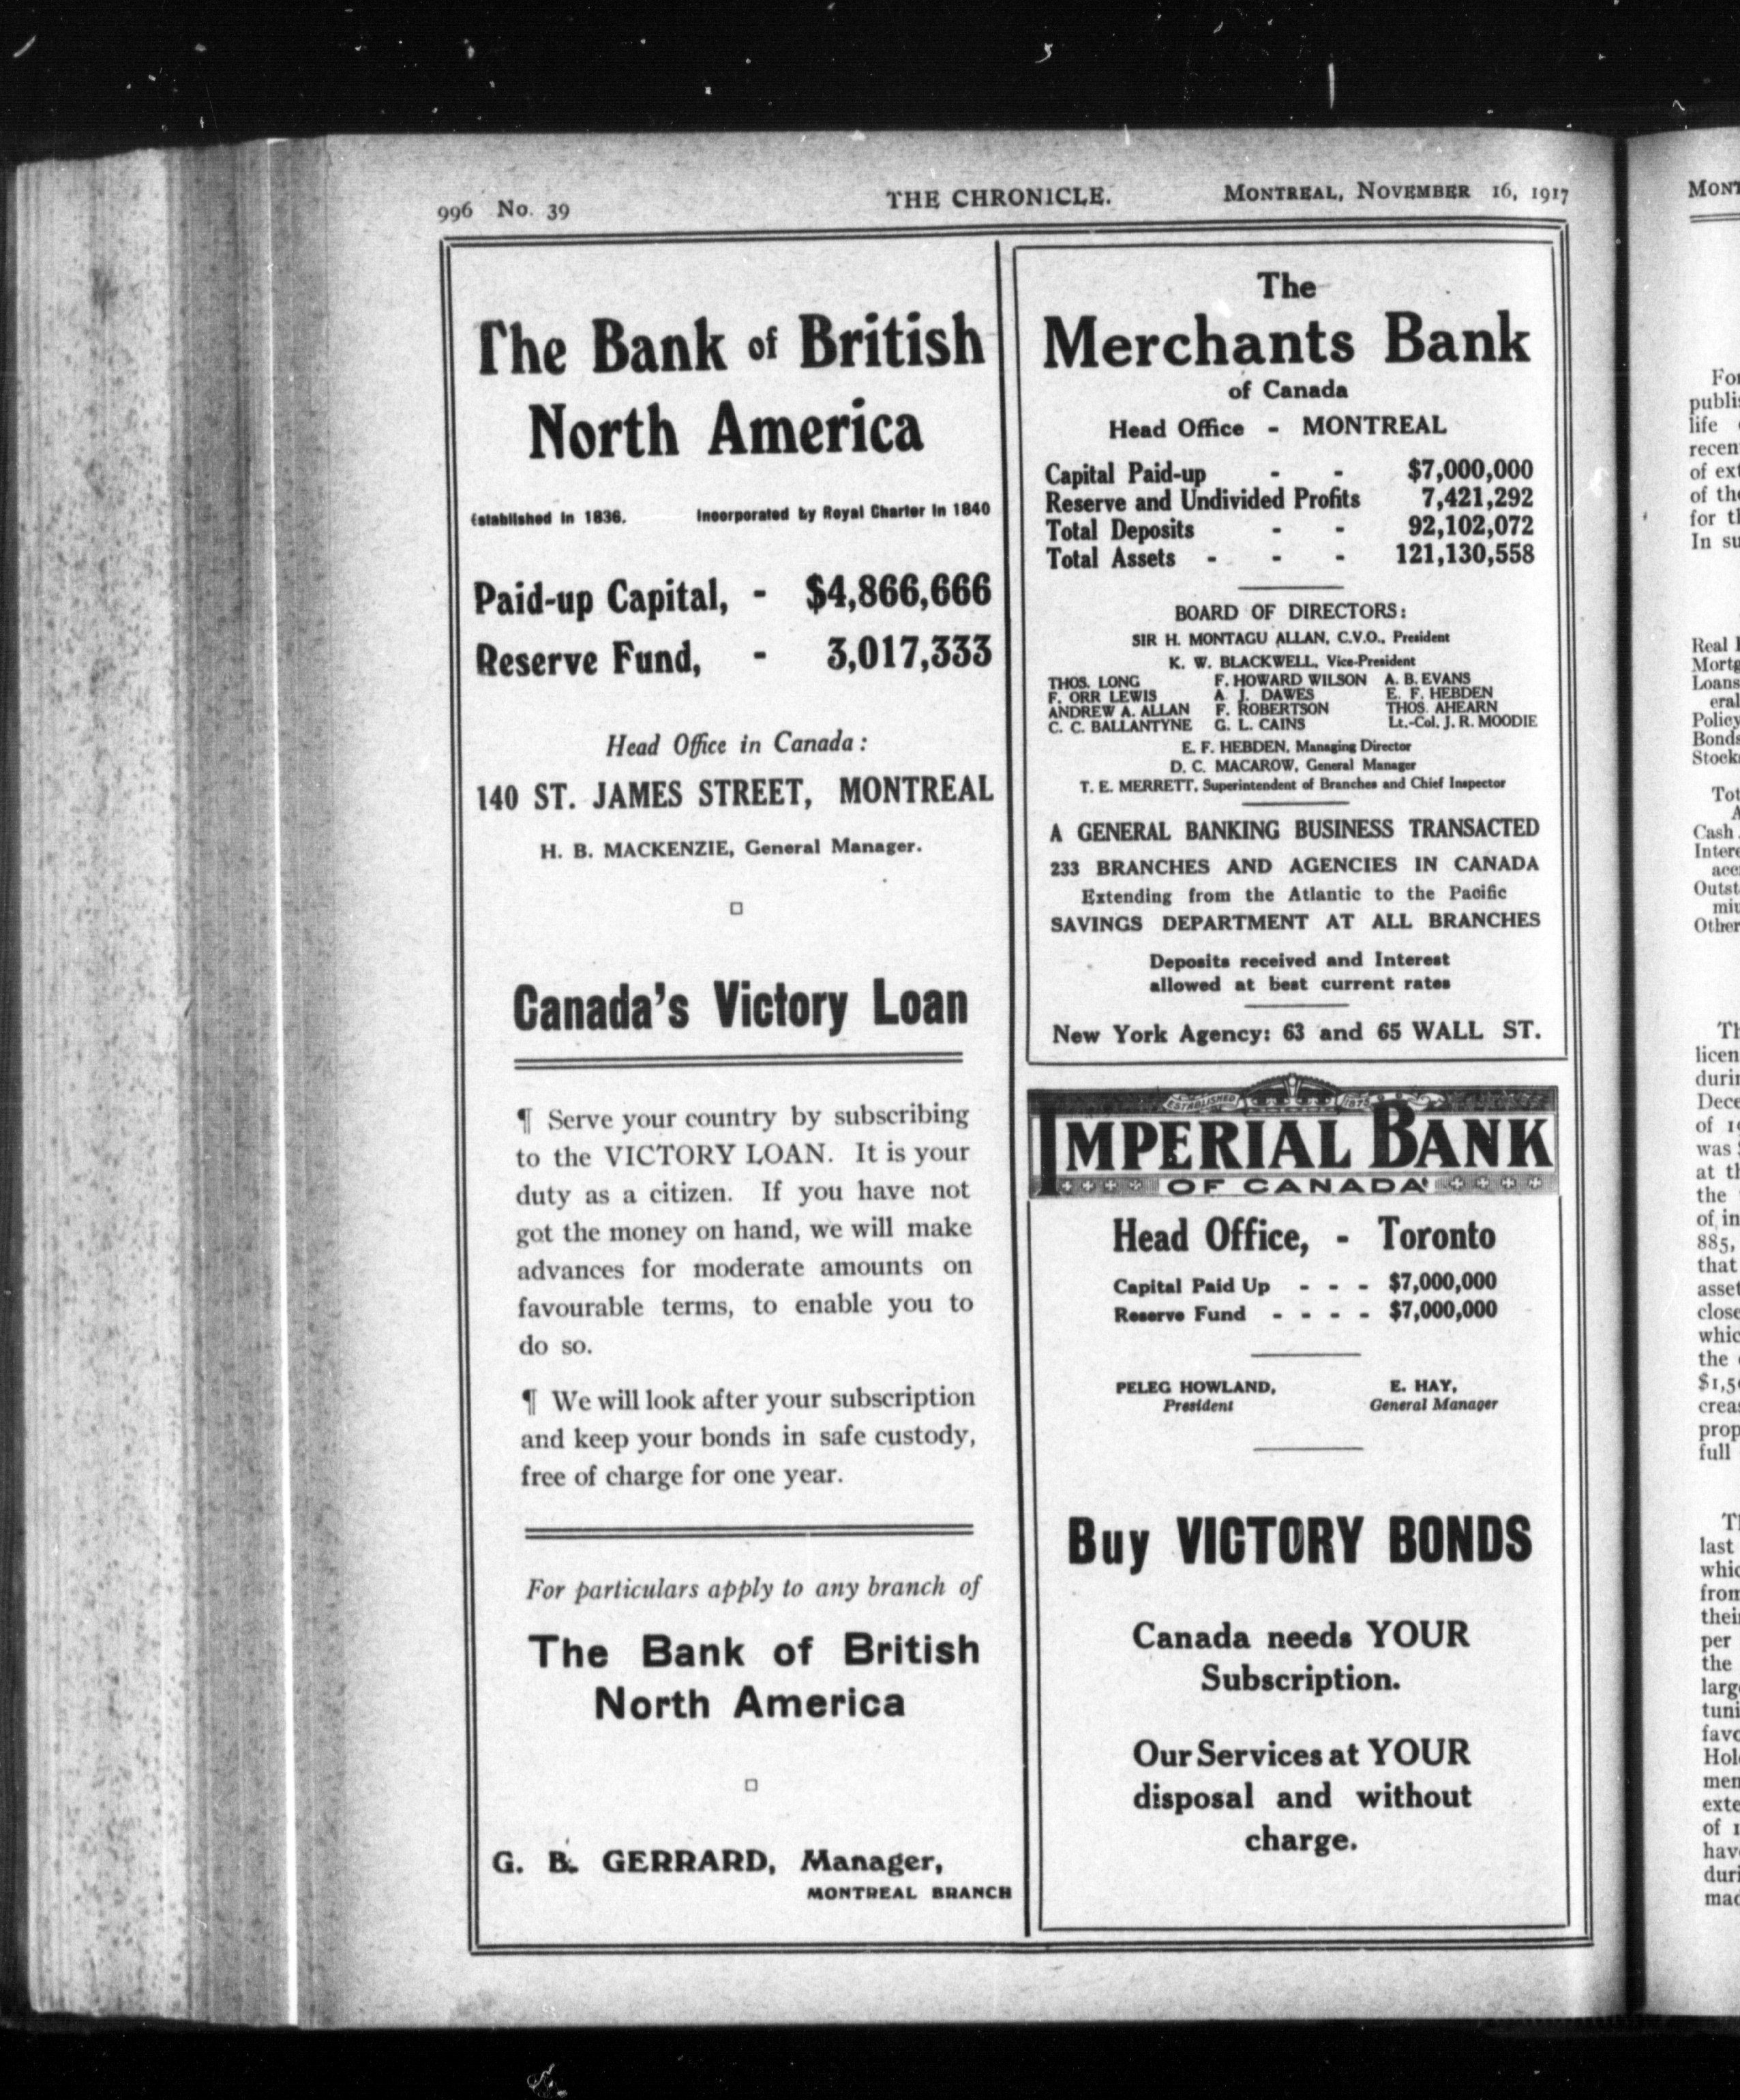 996 No. 39
THE CHRONICLE.
MONTREAL, NOVEMBER 16, 1917
The Bank of British
North America
Established in 1836.
Incorporated by Royal Charter in 1840
Paid-up Capital, - $4,866,666
Reserve Fund, - 3,017,333
Head Office in Canada:
140 ST. JAMES STREET, MONTREAL
H. B. MACKENZIE, General Manager.
Canada's Victory Loan
¶ Serve your country by subscribing
to the VICTORY LOAN. It is your
duty as a citizen. If you have not
got the money on hand, we will make
advances for moderate amounts on
favourable terms, to enable you to
do so.
¶ We will look after your subscription
and keep your bonds in safe custody,
free of charge for one year.
For particulars apply to any branch of
The Bank of British
North America
G. B. GERRARD, Manager,
MONTREAL BRANCH
The
Merchants Bank
of Canada
Head Office - MONTREAL
Capital Paid-up - - $7,000,000
Reserve and Undivided Profits 7,421,292
Total Deposits - - 92,102,072
Total Assets - - - 121,130,558
BOARD OF DIRECTORS:
SIR H. MONTAGU ALLAN, C.V.O., President
K. W. BLACKWELL, Vice-President
THOS. LONG F. HOWARD WILSON A. B. EVANS
F. ORR LEWIS A. J. DAWES E. F. HEBDEN
ANDREW A. ALLAN F. ROBERTSON THOS. AHEARN
C. C. BALLANTYNE G. L. CAINS Lt.-Col. J. R. MOODIE
E. F. HEBDEN, Managing Director
D. C. MACAROW, General Manager
T. E. MERRETT, Superintendent of Branches and Chief Inspector
A GENERAL BANKING BUSINESS TRANSACTED
233 BRANCHES AND AGENCIES IN CANADA
Extending from the Atlantic to the Pacific
SAVINGS DEPARTMENT AT ALL BRANCHES
Deposits received and Interest
allowed at best current rates
New York Agency: 63 and 65 WALL ST.
ESTABLISHED 1875
IMPERIAL BANK
OF CANADA
Head Office, - Toronto
Capital Paid Up - - - $7,000,000
Reserve Fund - - - - $7,000,000
PELEG HOWLAND, E. HAY,
President General Manager
Buy VICTORY BONDS
Canada needs YOUR
Subscription.
Our Services at YOUR
disposal and without
charge.